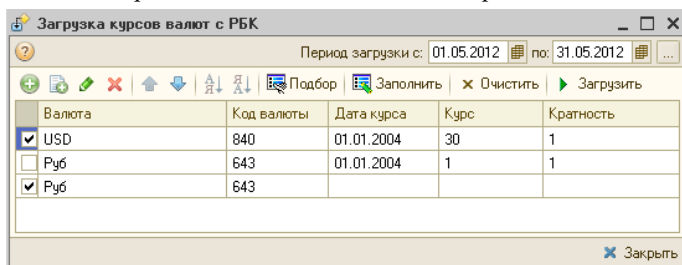 Загрузка курсов валют с РБК
Период загрузки с: 01.05.2012 по: 31.05.2012 ...
Подбор Заполнить Очистить Загрузить
Валюта Код валюты Дата курса Курс Кратность
USD 840 01.01.2004 30 1
Руб 643 01.01.2004 1 1
Руб 643
Закрыть